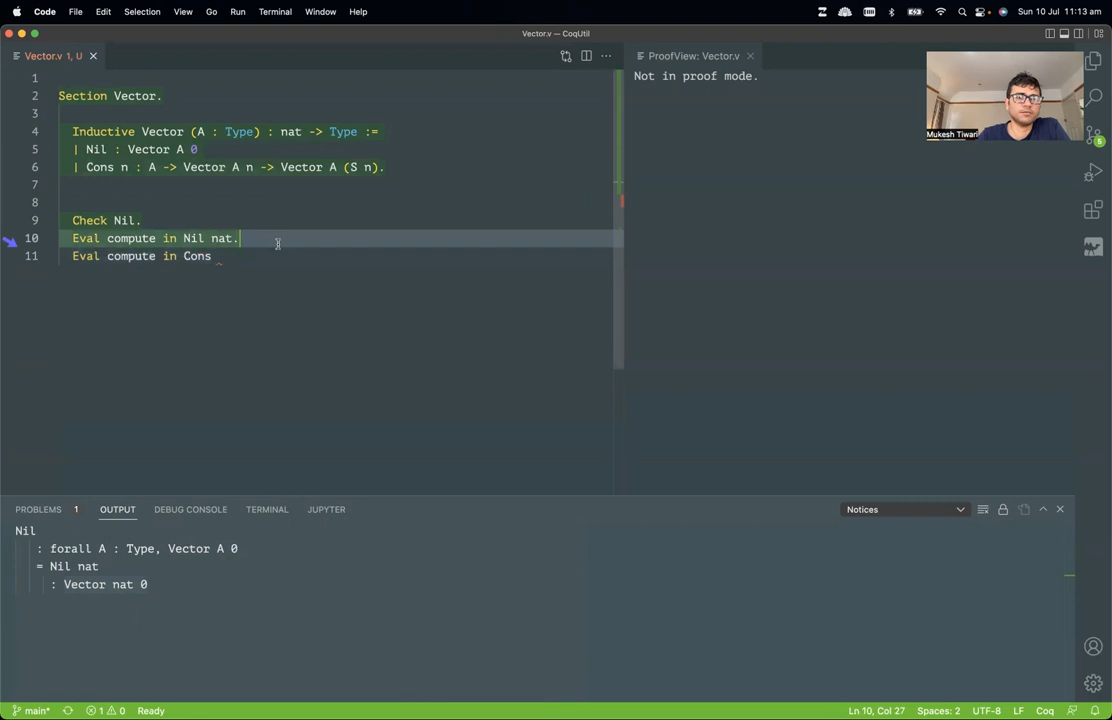 Code File Edit Selection View Go Run Terminal Window Help Sun 10 Jul 11:13 am
Vector.v — CoqUtil
Vector.v 1, U
ProofView: Vector.v
Not in proof mode.
Mukesh Tiwari
5
1
2 Section Vector.
3
4 Inductive Vector (A : Type) : nat -> Type :=
5 | Nil : Vector A 0
6 | Cons n : A -> Vector A n -> Vector A (S n).
7
8
9 Check Nil.
10 Eval compute in Nil nat.
11 Eval compute in Cons
PROBLEMS 1 OUTPUT DEBUG CONSOLE TERMINAL JUPYTER Notices
Nil
: forall A : Type, Vector A 0
= Nil nat
: Vector nat 0
main* 1 0 Ready Ln 10, Col 27 Spaces: 2 UTF-8 LF Coq